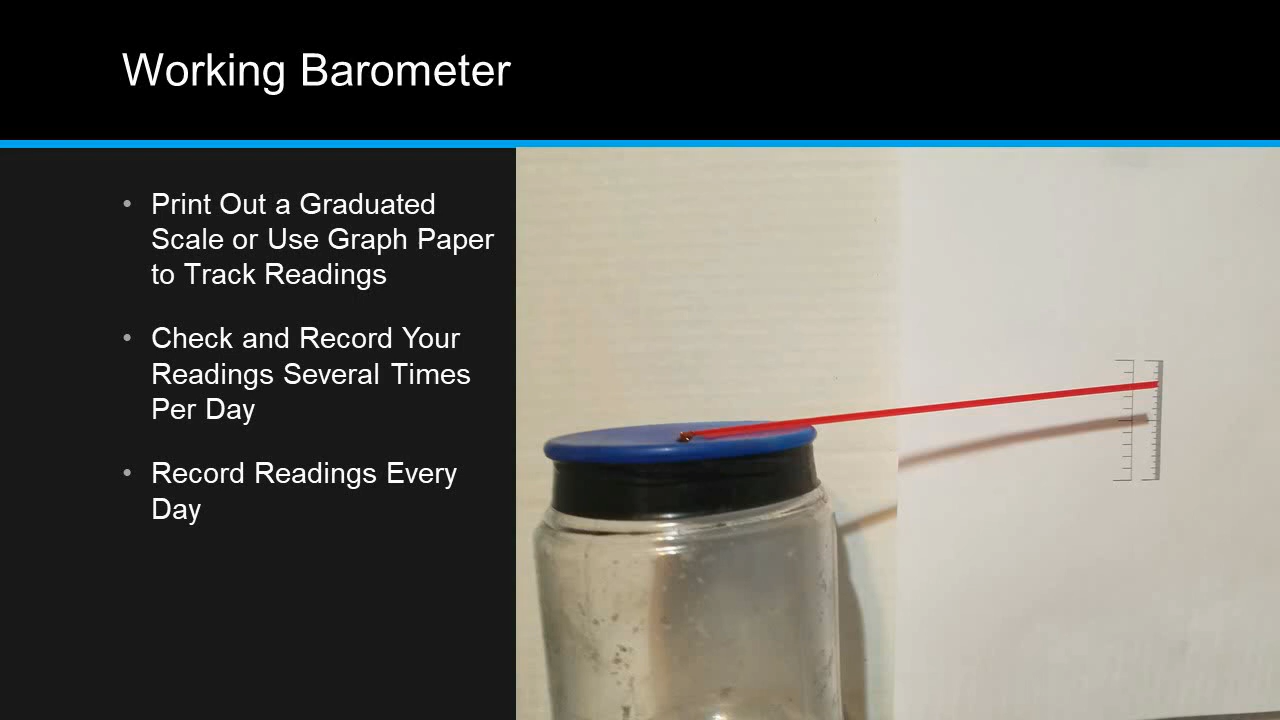 Working Barometer
• Print Out a Graduated
Scale or Use Graph Paper
to Track Readings
• Check and Record Your
Readings Several Times
Per Day
• Record Readings Every
Day